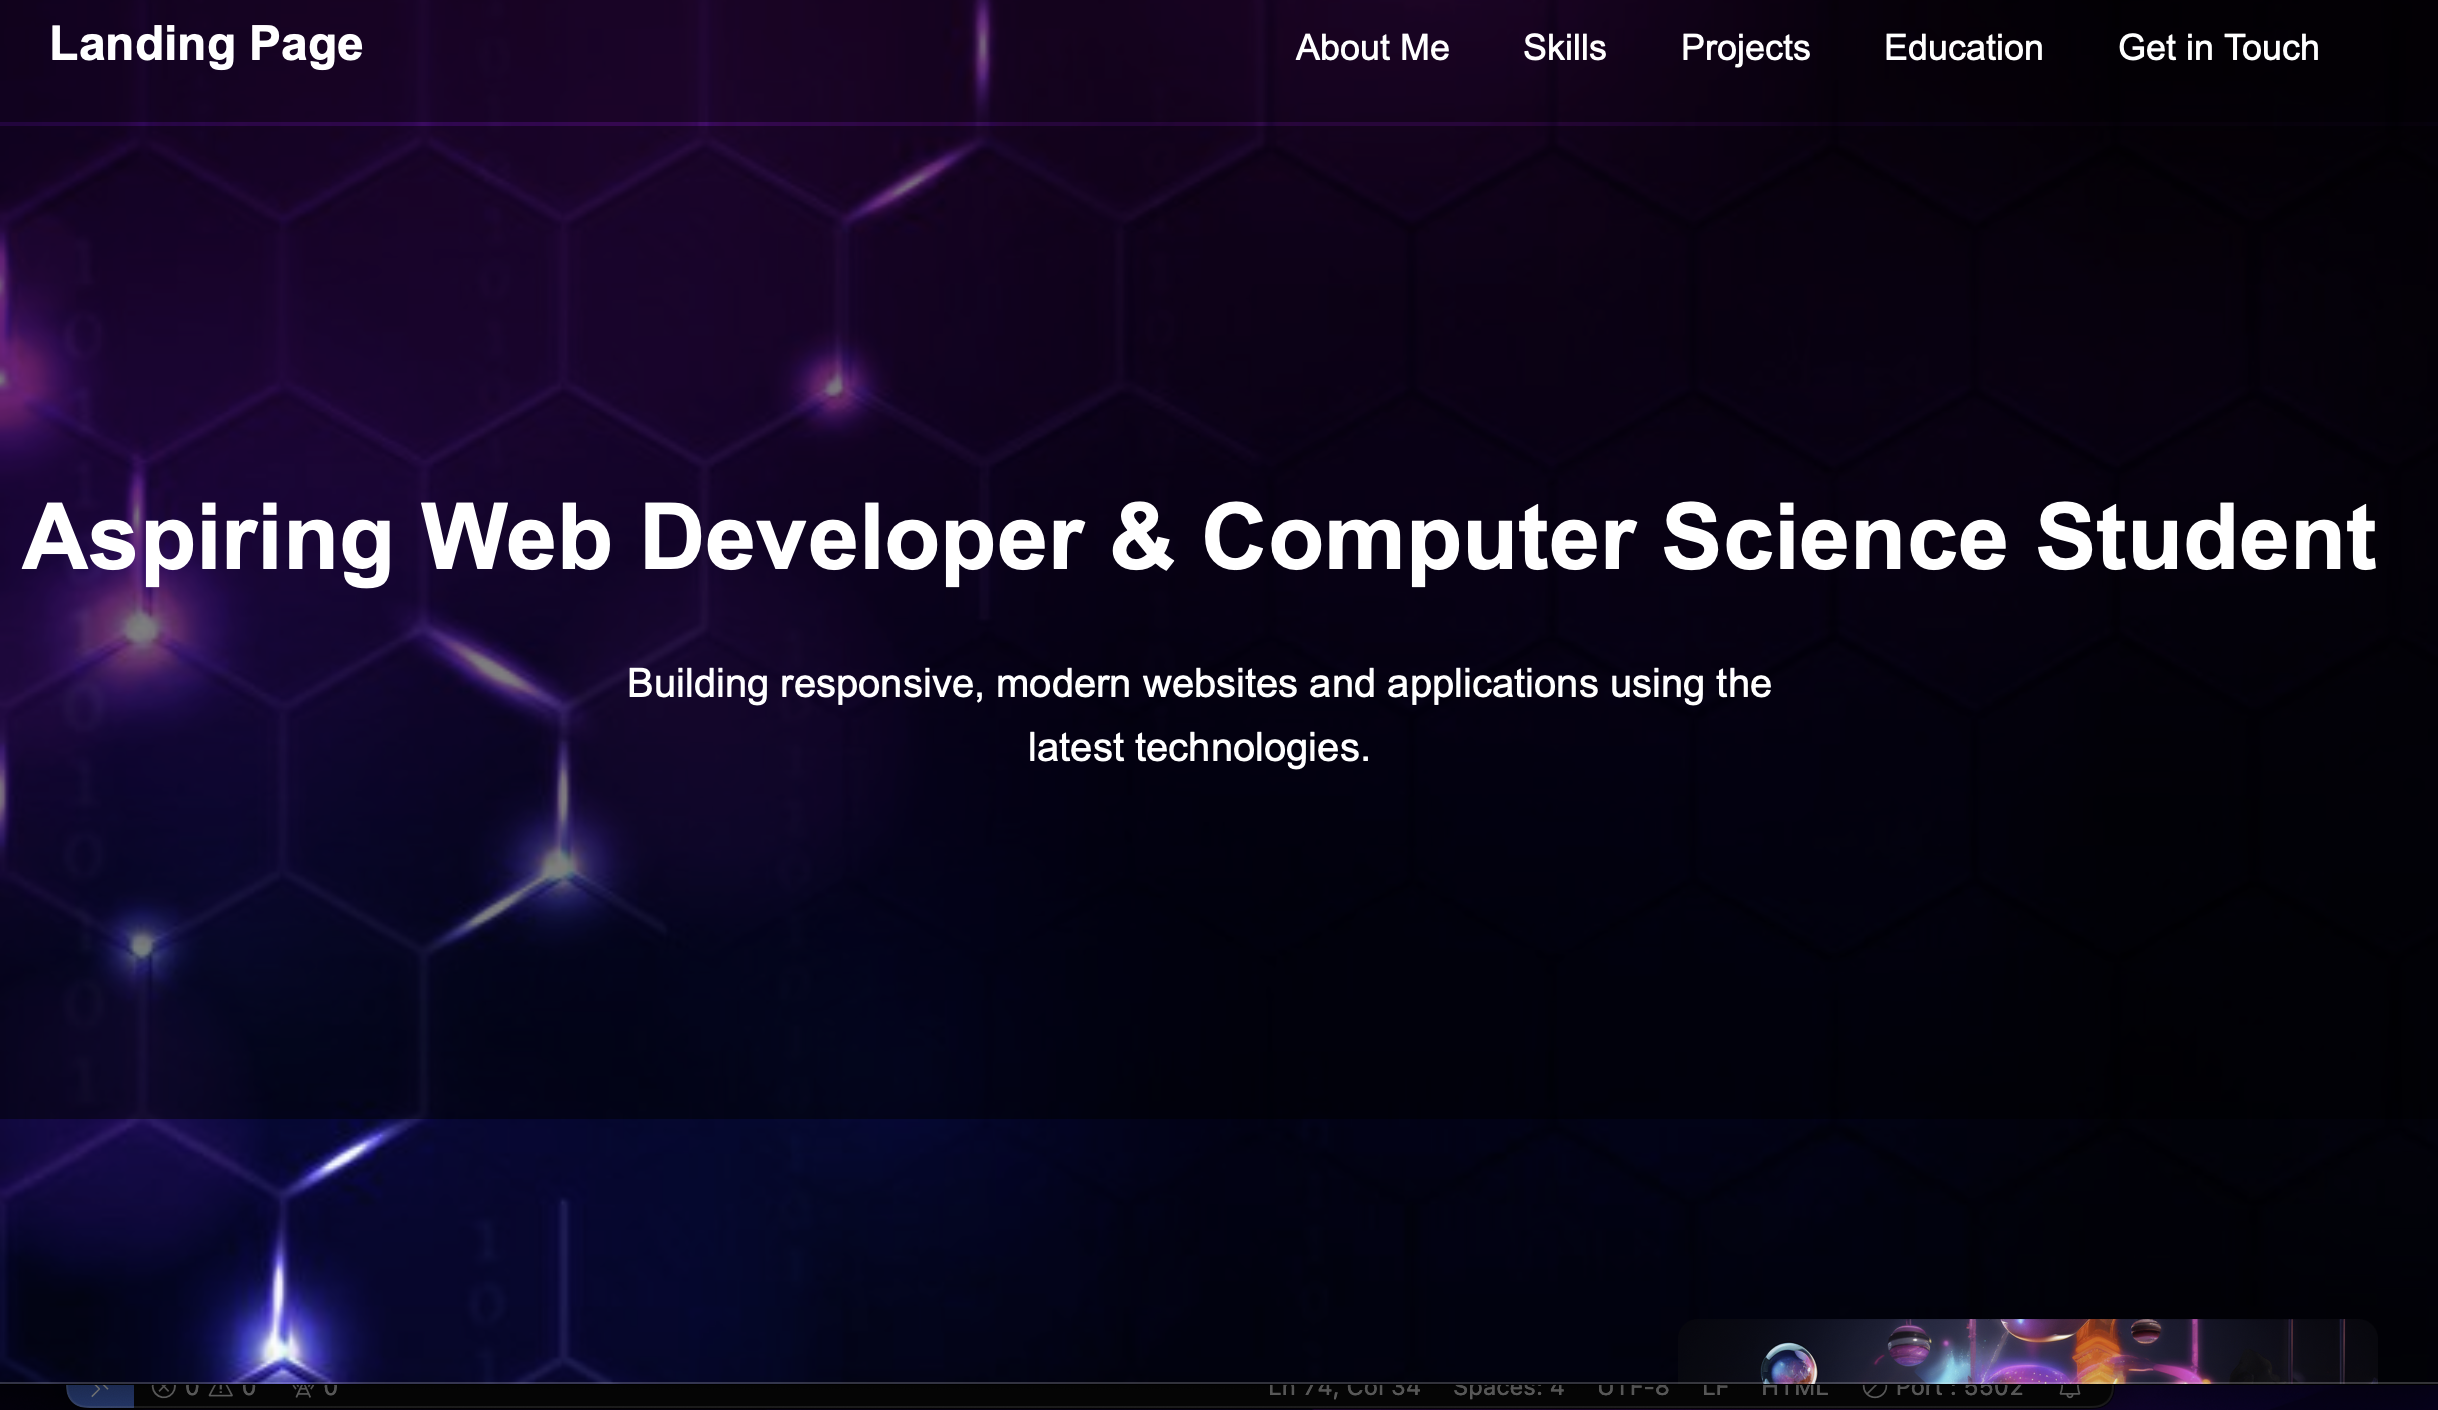 Landing Page
About Me Skills Projects Education Get in Touch
Aspiring Web Developer & Computer Science Student
Building responsive, modern websites and applications using the
latest technologies.
0 0 0 Ln 74, Col 34 Spaces: 4 UTF-8 LF HTML Port : 5502